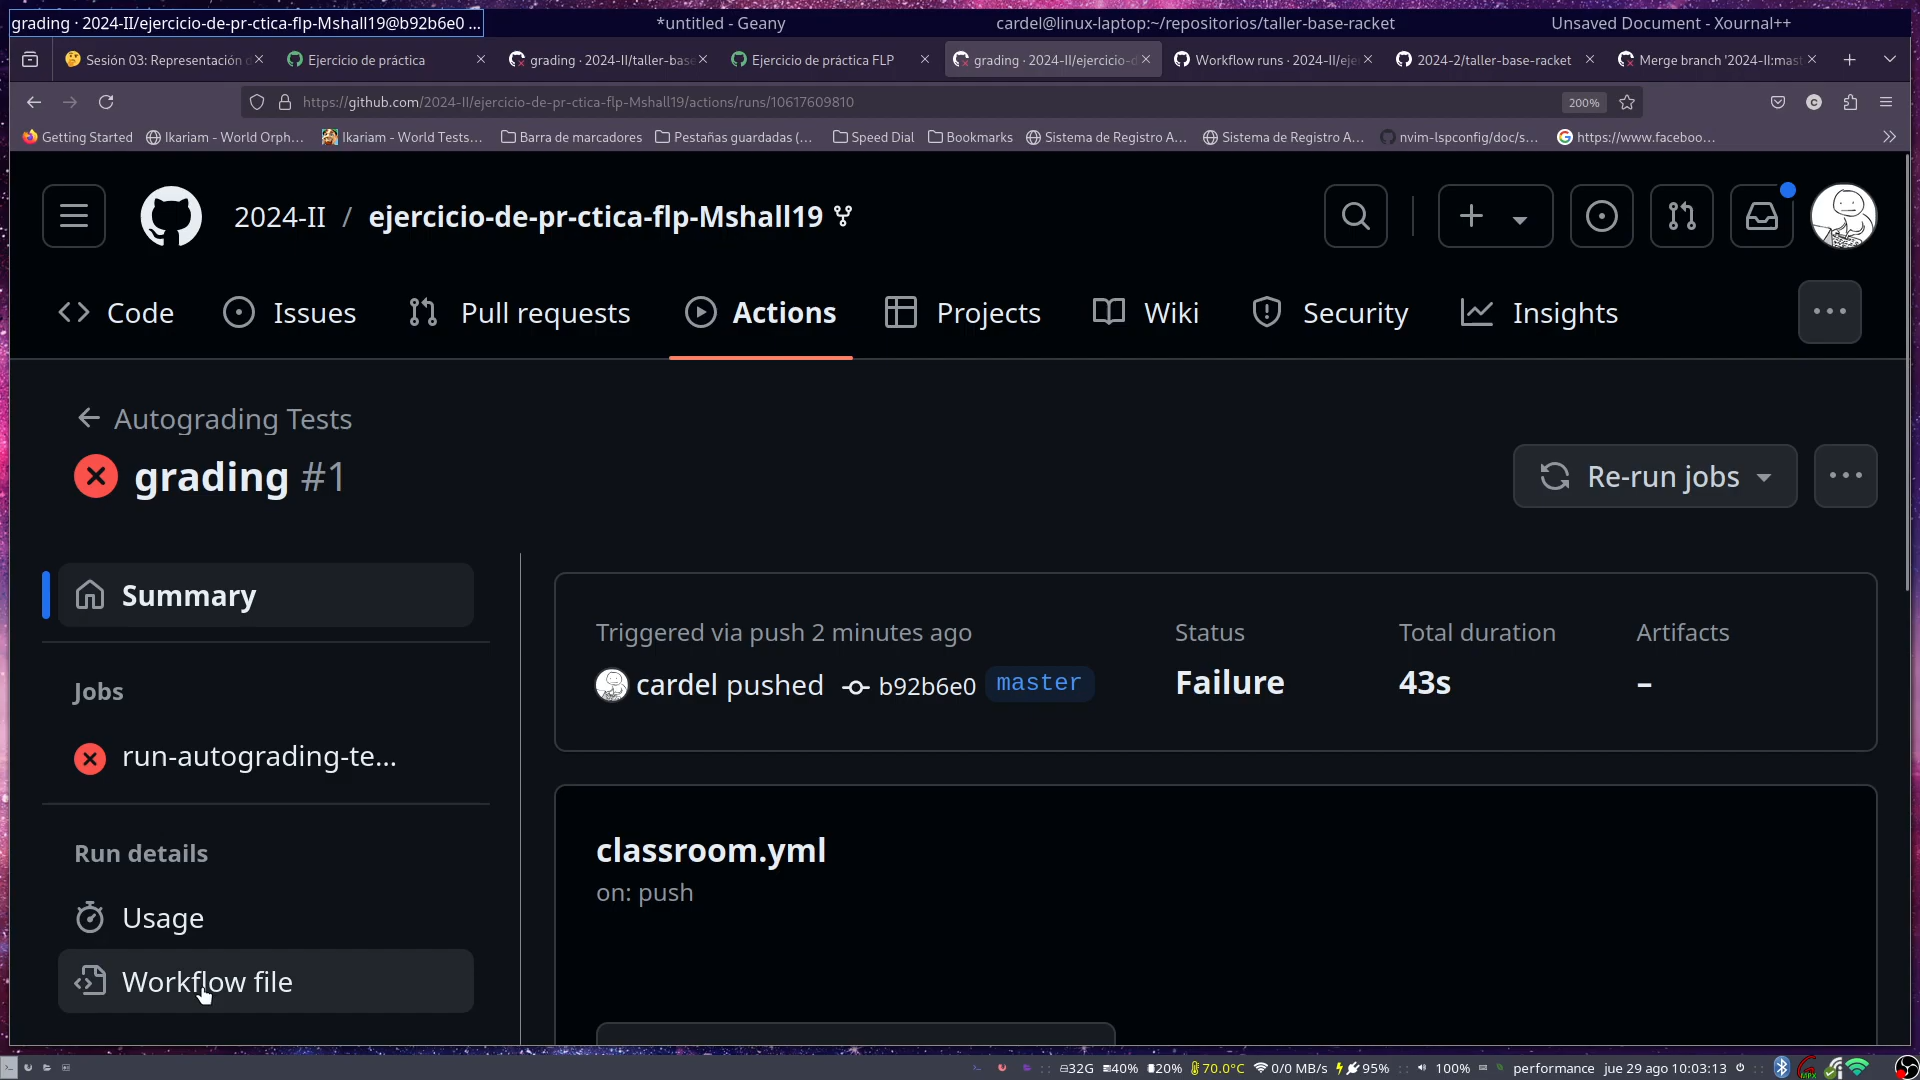 grading · 2024-II/ejercicio-de-pr-ctica-flp-Mshall19@b92b6e0 ...
*untitled - Geany
cardel@linux-laptop:~/repositorios/taller-base-racket
Unsaved Document - Xournal++
Sesión 03: Representación d
Ejercicio de práctica
grading · 2024-II/taller-base
Ejercicio de práctica FLP
grading · 2024-II/ejercicio-d
Workflow runs · 2024-II/eje
2024-2/taller-base-racket
Merge branch '2024-II:mast
https://github.com/2024-II/ejercicio-de-pr-ctica-flp-Mshall19/actions/runs/10617609810
200%
Getting Started
Ikariam - World Orph...
Ikariam - World Tests...
Barra de marcadores
Pestañas guardadas (...
Speed Dial
Bookmarks
Sistema de Registro A...
Sistema de Registro A...
nvim-lspconfig/doc/s...
https://www.faceboo...
2024-II / ejercicio-de-pr-ctica-flp-Mshall19
Code
Issues
Pull requests
Actions
Projects
Wiki
Security
Insights
Autograding Tests
grading #1
Re-run jobs
Summary
Jobs
run-autograding-te...
Run details
Usage
Workflow file
Triggered via push 2 minutes ago
cardel pushed b92b6e0 master
Status
Failure
Total duration
43s
Artifacts
–
classroom.yml
on: push
32G 40% 20% 70.0°C 0/0 MB/s 95% 100% performance jue 29 ago 10:03:13